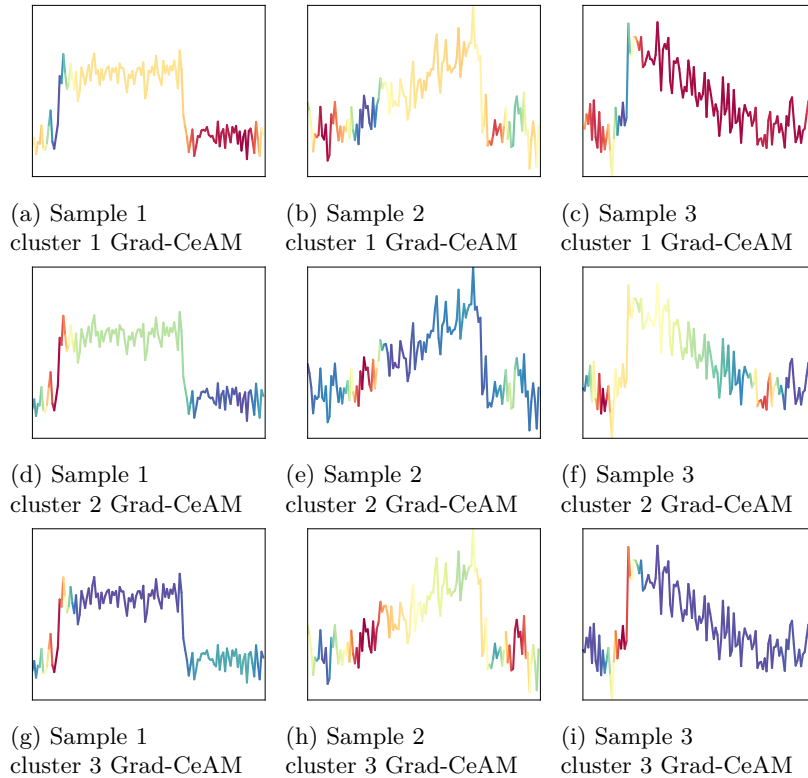 (a) Sample 1
cluster 1 Grad-CeAM
(b) Sample 2
cluster 1 Grad-CeAM
(c) Sample 3
cluster 1 Grad-CeAM
(d) Sample 1
cluster 2 Grad-CeAM
(e) Sample 2
cluster 2 Grad-CeAM
(f) Sample 3
cluster 2 Grad-CeAM
(g) Sample 1
cluster 3 Grad-CeAM
(h) Sample 2
cluster 3 Grad-CeAM
(i) Sample 3
cluster 3 Grad-CeAM